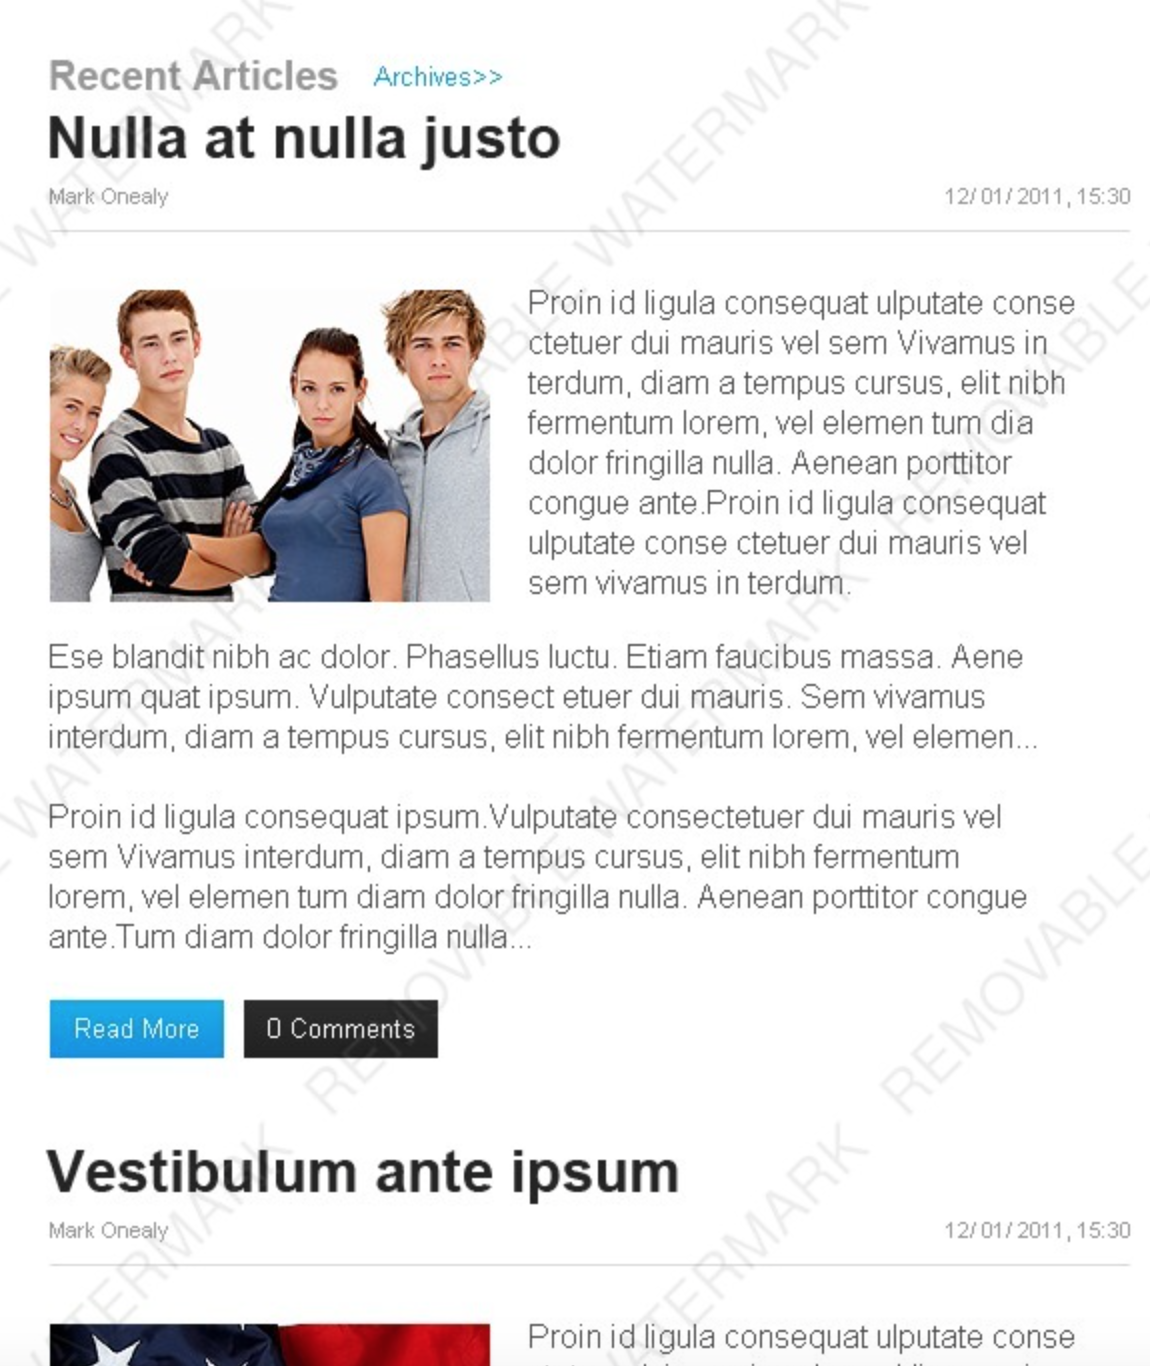 Recent Articles Archives>>
Nulla at nulla justo
Mark Onealy 12/01/2011, 15:30
Proin id ligula consequat ulputate conse
ctetuer dui mauris vel sem Vivamus in
terdum, diam a tempus cursus, elit nibh
fermentum lorem, vel elemen tum dia
dolor fringilla nulla. Aenean porttitor
congue ante.Proin id ligula consequat
ulputate conse ctetuer dui mauris vel
sem vivamus in terdum.
Ese blandit nibh ac dolor. Phasellus luctu. Etiam faucibus massa. Aene
ipsum quat ipsum. Vulputate consect etuer dui mauris. Sem vivamus
interdum, diam a tempus cursus, elit nibh fermentum lorem, vel elemen...
Proin id ligula consequat ipsum.Vulputate consectetuer dui mauris vel
sem Vivamus interdum, diam a tempus cursus, elit nibh fermentum
lorem, vel elemen tum diam dolor fringilla nulla. Aenean porttitor congue
ante.Tum diam dolor fringilla nulla...
Read More 0 Comments
Vestibulum ante ipsum
Mark Onealy 12/01/2011, 15:30
Proin id ligula consequat ulputate conse
REMOVABLE WATERMARK
REMOVABLE WATERMARK
REMOVABLE WATERMARK
REMOVABLE WATERMARK